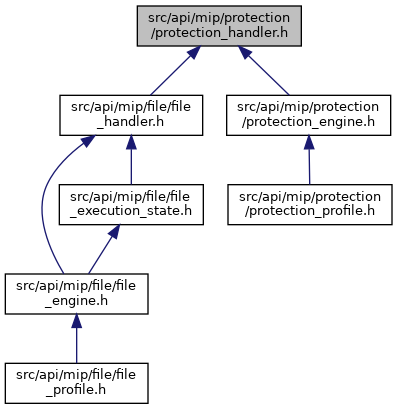 src/api/mip/protection
/protection_handler.h
src/api/mip/file/file
_handler.h
src/api/mip/protection
/protection_engine.h
src/api/mip/file/file
_execution_state.h
src/api/mip/protection
/protection_profile.h
src/api/mip/file/file
_engine.h
src/api/mip/file/file
_profile.h